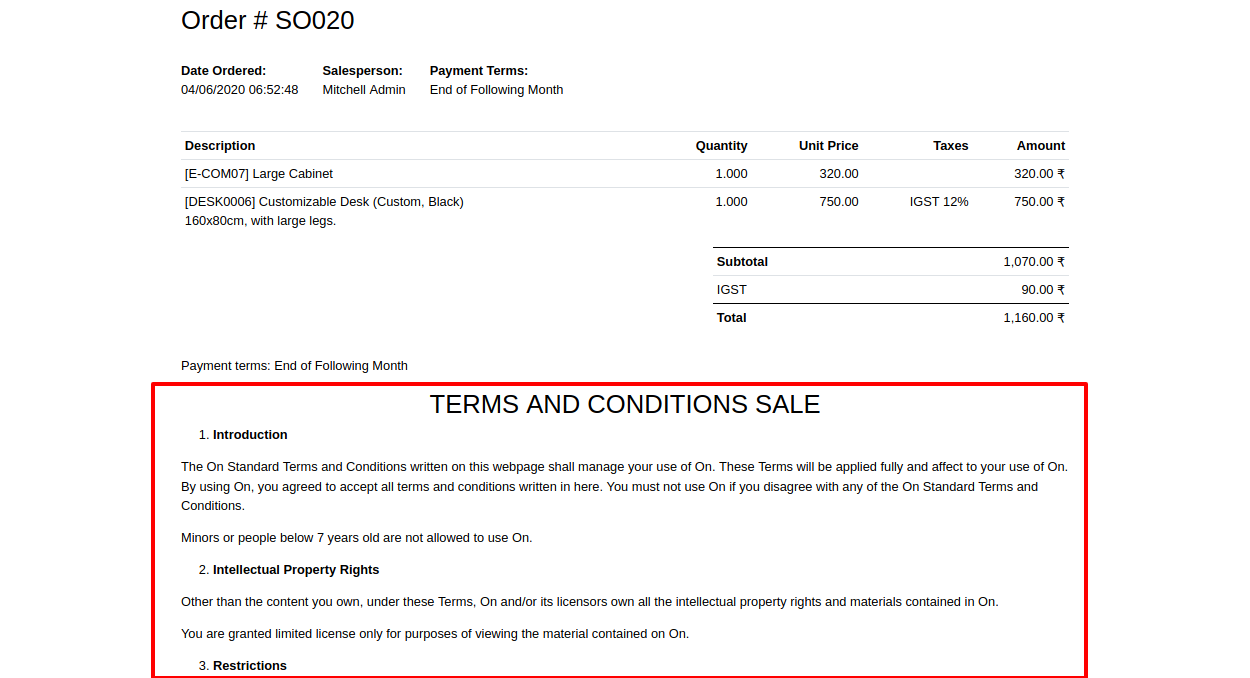 Order # SO020
Date Ordered: Salesperson: Payment Terms:
04/06/2020 06:52:48 Mitchell Admin End of Following Month
Description Quantity Unit Price Taxes Amount
[E-COM07] Large Cabinet 1.000 320.00 320.00 ₹
[DESK0006] Customizable Desk (Custom, Black) 1.000 750.00 IGST 12% 750.00 ₹
160x80cm, with large legs.
Subtotal 1,070.00 ₹
IGST 90.00 ₹
Total 1,160.00 ₹
Payment terms: End of Following Month
TERMS AND CONDITIONS SALE
1. Introduction
The On Standard Terms and Conditions written on this webpage shall manage your use of On. These Terms will be applied fully and affect to your use of On.
By using On, you agreed to accept all terms and conditions written in here. You must not use On if you disagree with any of the On Standard Terms and
Conditions.
Minors or people below 7 years old are not allowed to use On.
2. Intellectual Property Rights
Other than the content you own, under these Terms, On and/or its licensors own all the intellectual property rights and materials contained in On.
You are granted limited license only for purposes of viewing the material contained on On.
3. Restrictions